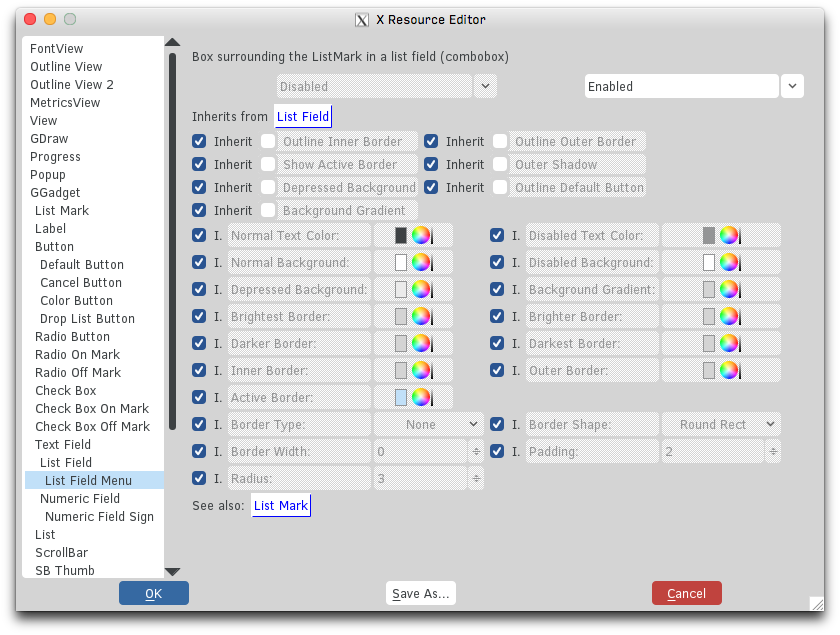 X Resource Editor
FontView
Outline View
Outline View 2
MetricsView
View
GDraw
Progress
Popup
GGadget
List Mark
Label
Button
Default Button
Cancel Button
Color Button
Drop List Button
Radio Button
Radio On Mark
Radio Off Mark
Check Box
Check Box On Mark
Check Box Off Mark
Text Field
List Field
List Field Menu
Numeric Field
Numeric Field Sign
List
ScrollBar
SB Thumb
Box surrounding the ListMark in a list field (combobox)
Disabled Enabled
Inherits from List Field
Inherit Outline Inner Border Inherit Outline Outer Border
Inherit Show Active Border Inherit Outer Shadow
Inherit Depressed Background Inherit Outline Default Button
Inherit Background Gradient
I. Normal Text Color: I. Disabled Text Color:
I. Normal Background: I. Disabled Background:
I. Depressed Background: I. Background Gradient:
I. Brightest Border: I. Brighter Border:
I. Darker Border: I. Darkest Border:
I. Inner Border: I. Outer Border:
I. Active Border:
I. Border Type: None I. Border Shape: Round Rect
I. Border Width: 0 I. Padding: 2
I. Radius: 3
See also: List Mark
OK Save As... Cancel